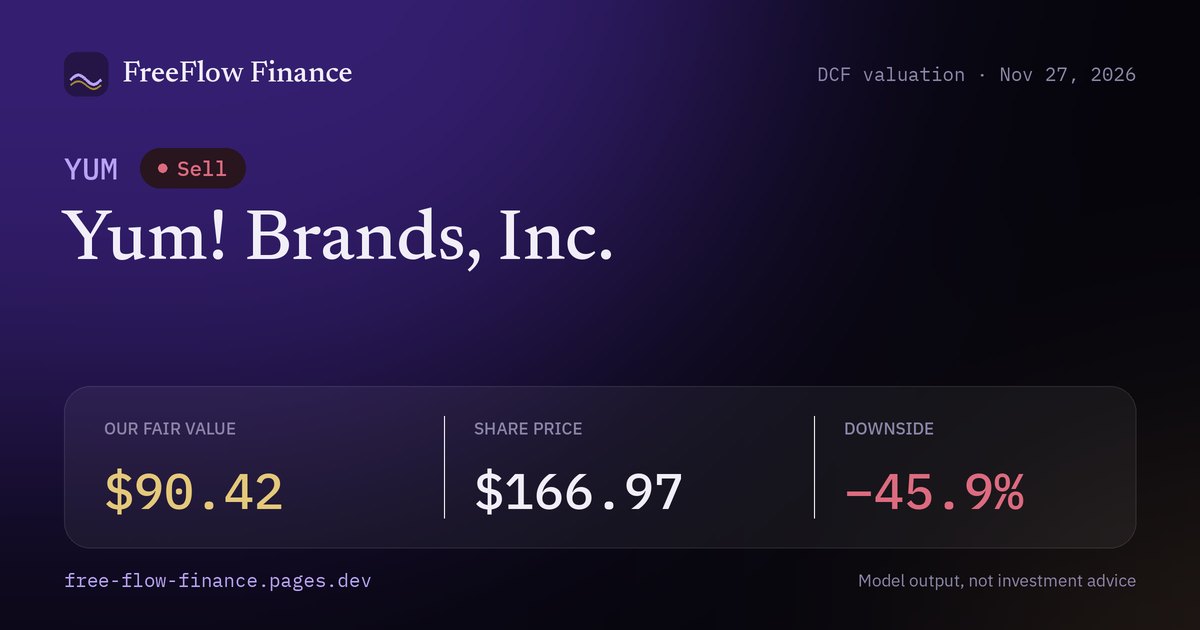 FreeFlow Finance
DCF valuation · Nov 27, 2026
YUM
Sell
Yum! Brands, Inc.
OUR FAIR VALUE
$90.42
SHARE PRICE
$166.97
DOWNSIDE
−45.9%
free-flow-finance.pages.dev
Model output, not investment advice